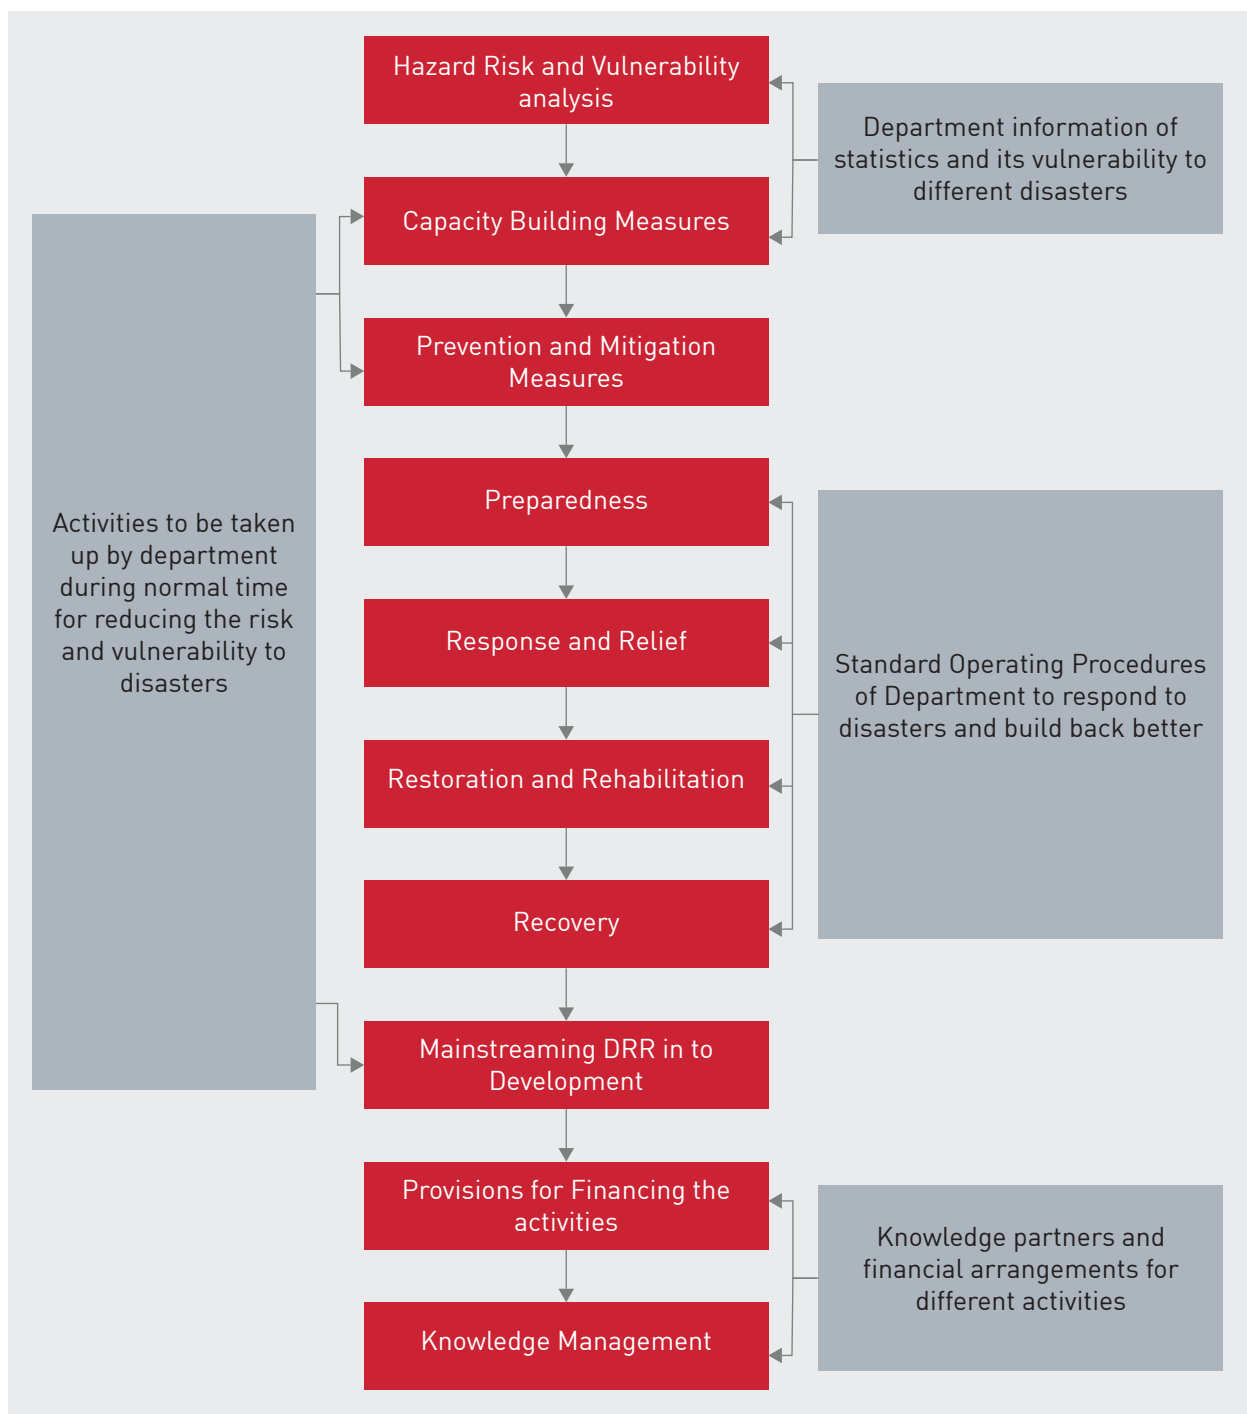 Hazard Risk and Vulnerability
analysis
Department information of
statistics and its vulnerability to
different disasters
Capacity Building Measures
Prevention and Mitigation
Measures
Activities to be taken
up by department
during normal time
for reducing the risk
and vulnerability to
disasters
Preparedness
Response and Relief
Standard Operating Procedures
of Department to respond to
disasters and build back better
Restoration and Rehabilitation
Recovery
Mainstreaming DRR in to
Development
Provisions for Financing the
activities
Knowledge partners and
financial arrangements for
different activities
Knowledge Management